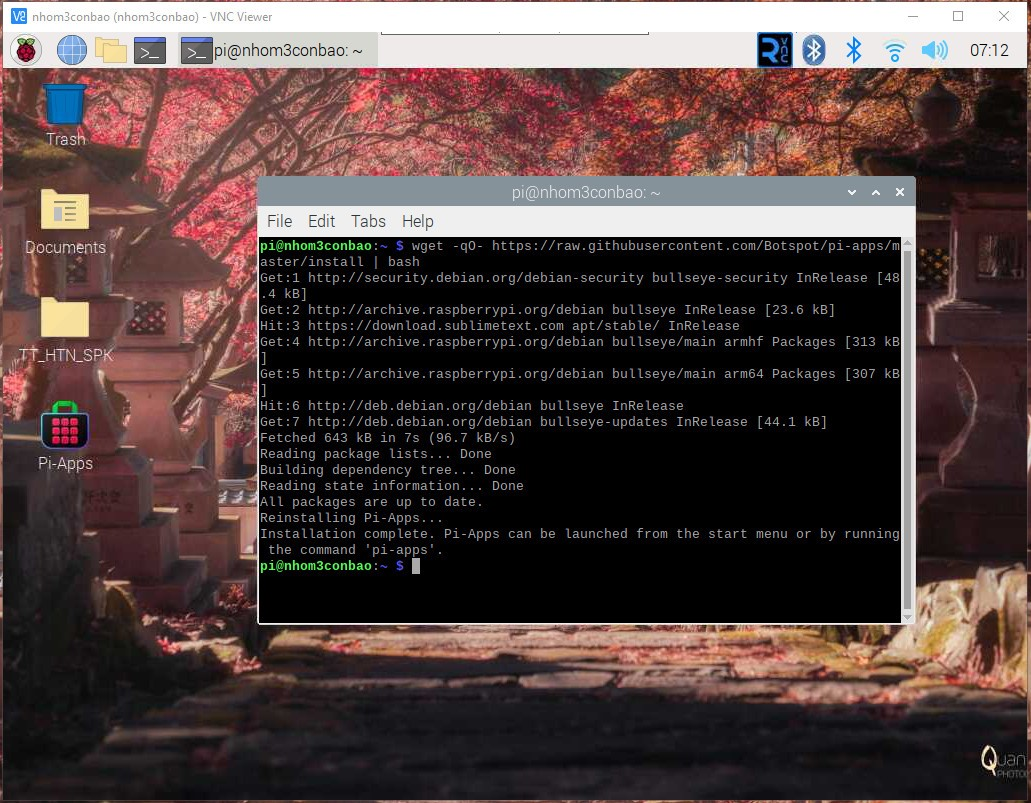 nhom3conbao (nhom3conbao) - VNC Viewer
pi@nhom3conbao: ~
07:12
Trash
Documents
TT_HTN_SPK
Pi-Apps
pi@nhom3conbao: ~
File Edit Tabs Help
pi@nhom3conbao:~ $ wget -qO- https://raw.githubusercontent.com/Botspot/pi-apps/m
aster/install | bash
Get:1 http://security.debian.org/debian-security bullseye-security InRelease [48
.4 kB]
Get:2 http://archive.raspberrypi.org/debian bullseye InRelease [23.6 kB]
Hit:3 https://download.sublimetext.com apt/stable/ InRelease
Get:4 http://archive.raspberrypi.org/debian bullseye/main armhf Packages [313 kB
]
Get:5 http://archive.raspberrypi.org/debian bullseye/main arm64 Packages [307 kB
]
Hit:6 http://deb.debian.org/debian bullseye InRelease
Get:7 http://deb.debian.org/debian bullseye-updates InRelease [44.1 kB]
Fetched 643 kB in 7s (96.7 kB/s)
Reading package lists... Done
Building dependency tree... Done
Reading state information... Done
All packages are up to date.
Reinstalling Pi-Apps...
Installation complete. Pi-Apps can be launched from the start menu or by running
 the command 'pi-apps'.
pi@nhom3conbao:~ $
Quan
PHOTO